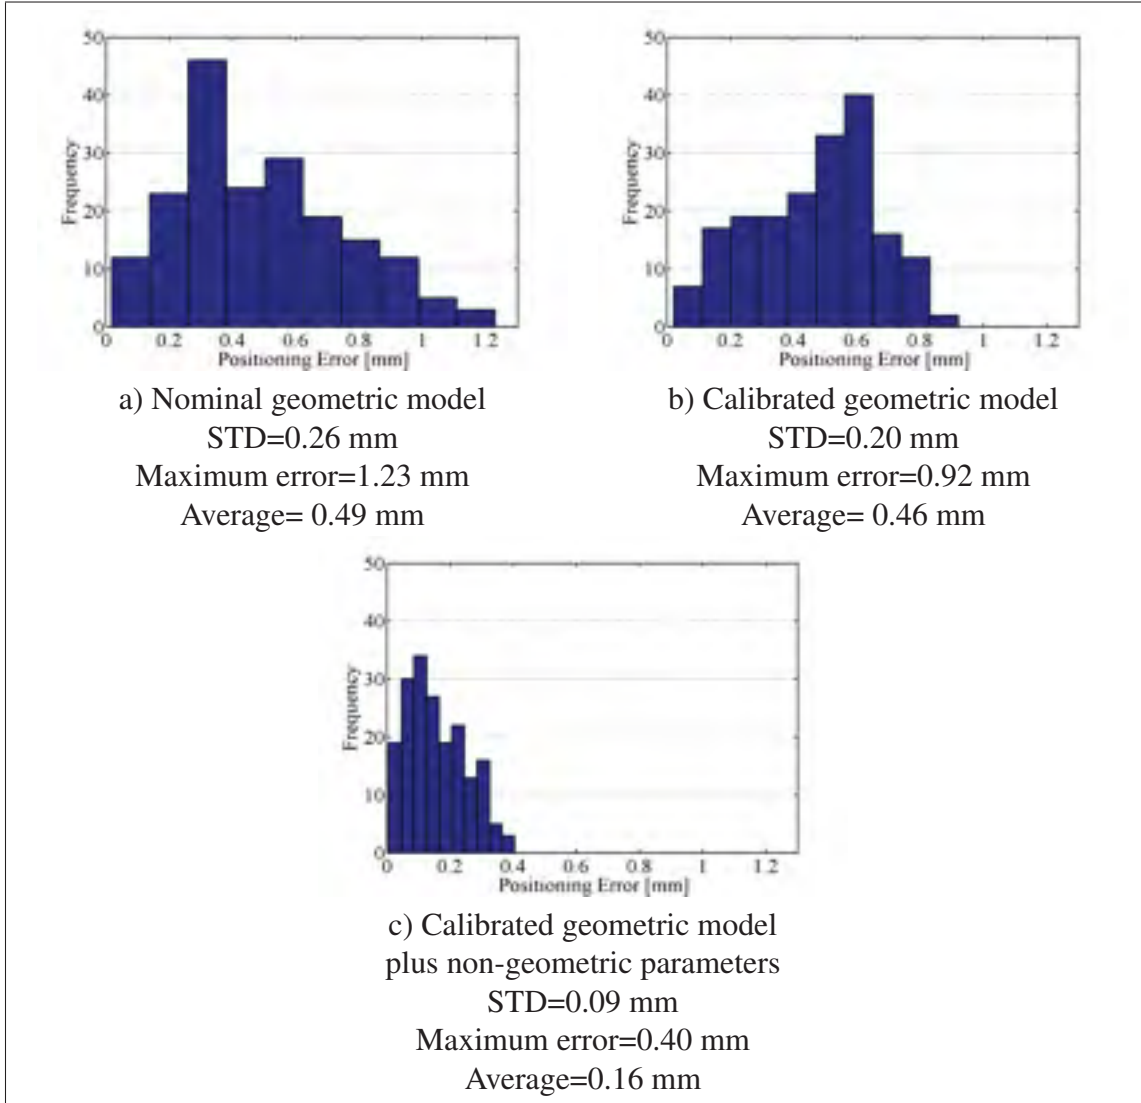 50
40
30
20
10
0
Frequency
0.2 0.4 0.6 0.8 1 1.2
Positioning Error [mm]
a) Nominal geometric model
STD=0.26 mm
Maximum error=1.23 mm
Average= 0.49 mm
50
40
30
20
10
0
Frequency
0.2 0.4 0.6 0.8 1 1.2
Positioning Error [mm]
b) Calibrated geometric model
STD=0.20 mm
Maximum error=0.92 mm
Average= 0.46 mm
50
40
30
20
10
0
Frequency
0 0.2 0.4 0.6 0.8 1 1.2
Positioning Error [mm]
c) Calibrated geometric model
plus non-geometric parameters
STD=0.09 mm
Maximum error=0.40 mm
Average=0.16 mm